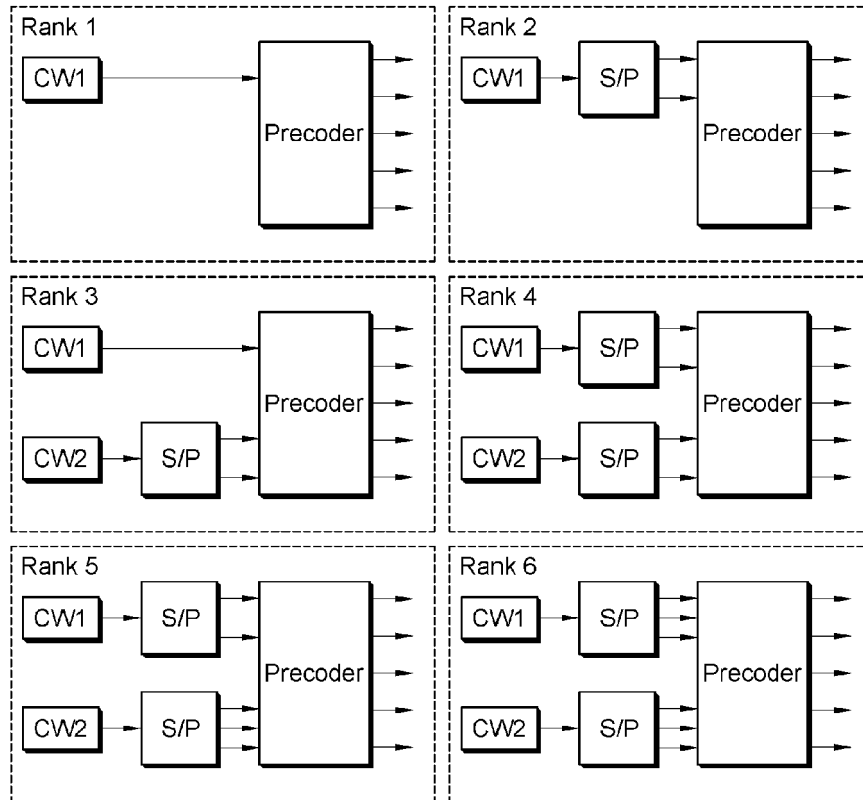 Rank 1
CW1
Precoder
Rank 2
CW1
S/P
Precoder
Rank 3
CW1
CW2
S/P
Precoder
Rank 4
CW1
S/P
CW2
S/P
Precoder
Rank 5
CW1
S/P
CW2
S/P
Precoder
Rank 6
CW1
S/P
CW2
S/P
Precoder